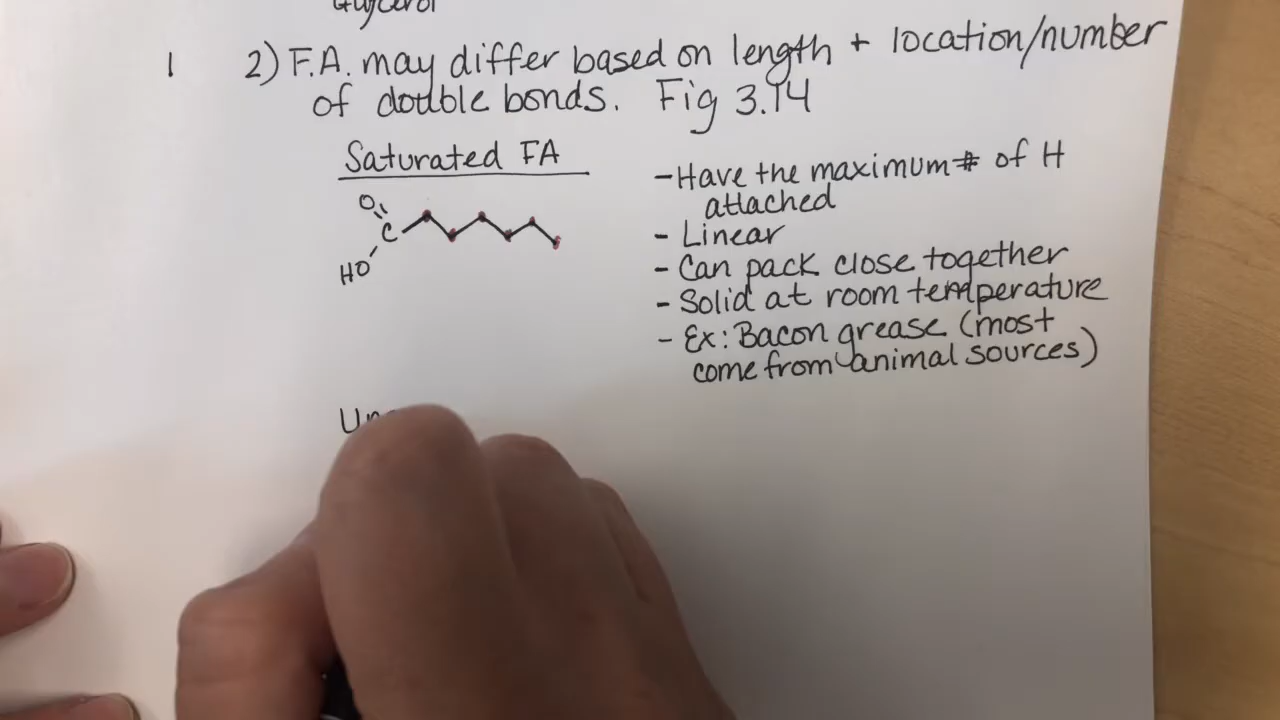 Glycerol
1 2) F.A. may differ based on length + location/number
of double bonds. Fig 3.14
Saturated FA
O
C
HO
- Have the maximum # of H
attached
- Linear
- Can pack close together
- Solid at room temperature
- Ex: Bacon grease (most
come from animal sources)